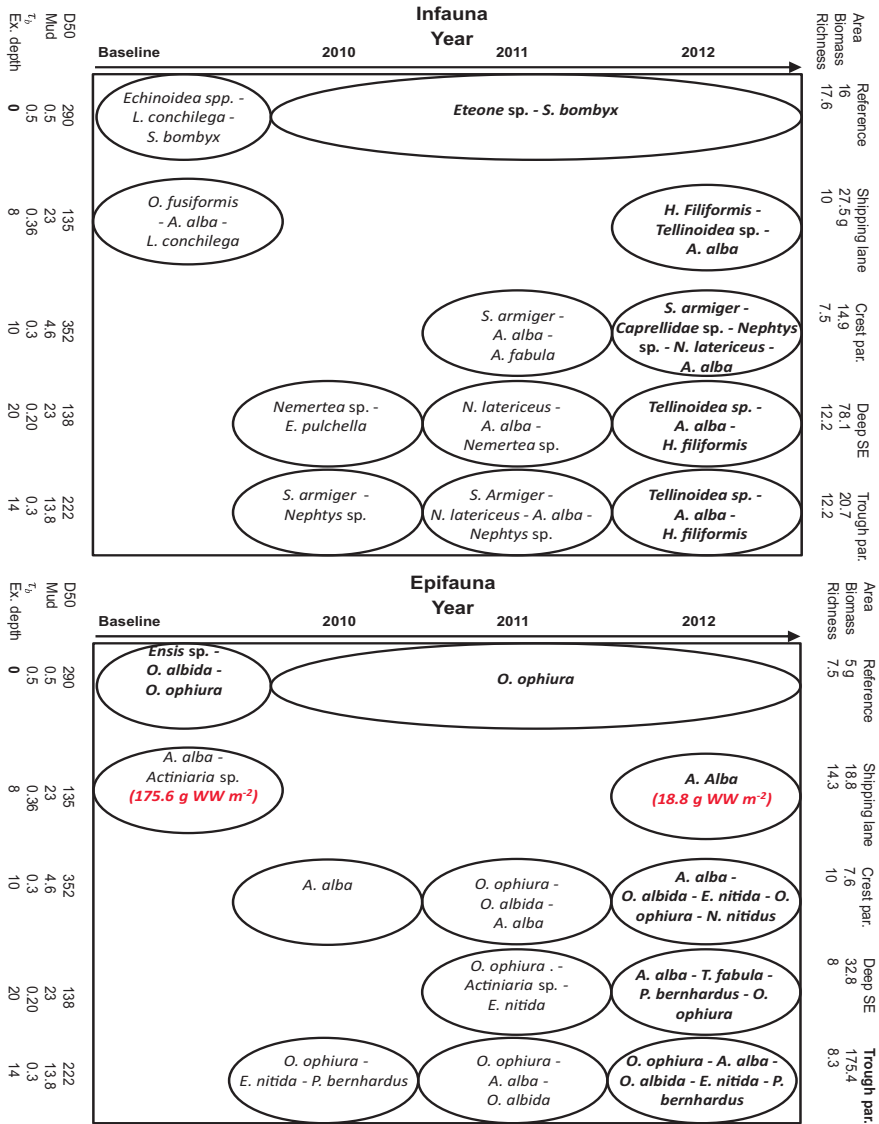 Infauna
Year
Baseline
2010
2011
2012
D50
Mud
τb
Ex. depth
Area
Biomass
Richness
290
0.5
0.5
0
Echinoidea spp. -
L. conchilega -
S. bombyx
Eteone sp. - S. bombyx
Reference
16
17.6
135
23
0.36
8
O. fusiformis
- A. alba -
L. conchilega
H. Filiformis -
Tellinoidea sp. -
A. alba
Shipping lane
27.5 g
10
352
4.6
0.3
10
S. armiger -
A. alba -
A. fabula
S. armiger -
Caprellidae sp. - Nephtys
sp. - N. latericeus -
A. alba
Crest par.
14.9
7.5
138
23
0.20
20
Nemertea sp. -
E. pulchella
N. latericeus -
A. alba -
Nemertea sp.
Tellinoidea sp. -
A. alba -
H. filiformis
Deep SE
78.1
12.2
222
13.8
0.3
14
S. armiger -
Nephtys sp.
S. Armiger -
N. latericeus - A. alba -
Nephtys sp.
Tellinoidea sp. -
A. alba -
H. filiformis
Trough par.
20.7
12.2
Epifauna
Year
Baseline
2010
2011
2012
D50
Mud
τb
Ex. depth
Area
Biomass
Richness
290
0.5
0.5
0
Ensis sp. -
O. albida -
O. ophiura
O. ophiura
Reference
5 g
7.5
135
23
0.36
8
A. alba -
Actiniaria sp.
(175.6 g WW m-2)
A. Alba
(18.8 g WW m-2)
Shipping lane
18.8
14.3
352
4.6
0.3
10
A. alba
O. ophiura -
O. albida -
A. alba
A. alba -
O. albida - E. nitida - O.
ophiura - N. nitidus
Crest par.
7.6
10
138
23
0.20
20
O. ophiura . -
Actiniaria sp. -
E. nitida
A. alba - T. fabula -
P. bernhardus - O.
ophiura
Deep SE
32.8
8
222
13.8
0.3
14
O. ophiura -
E. nitida - P. bernhardus
O. ophiura -
A. alba -
O. albida
O. ophiura - A. alba -
O. albida - E. nitida - P.
bernhardus
Trough par.
175.4
8.3